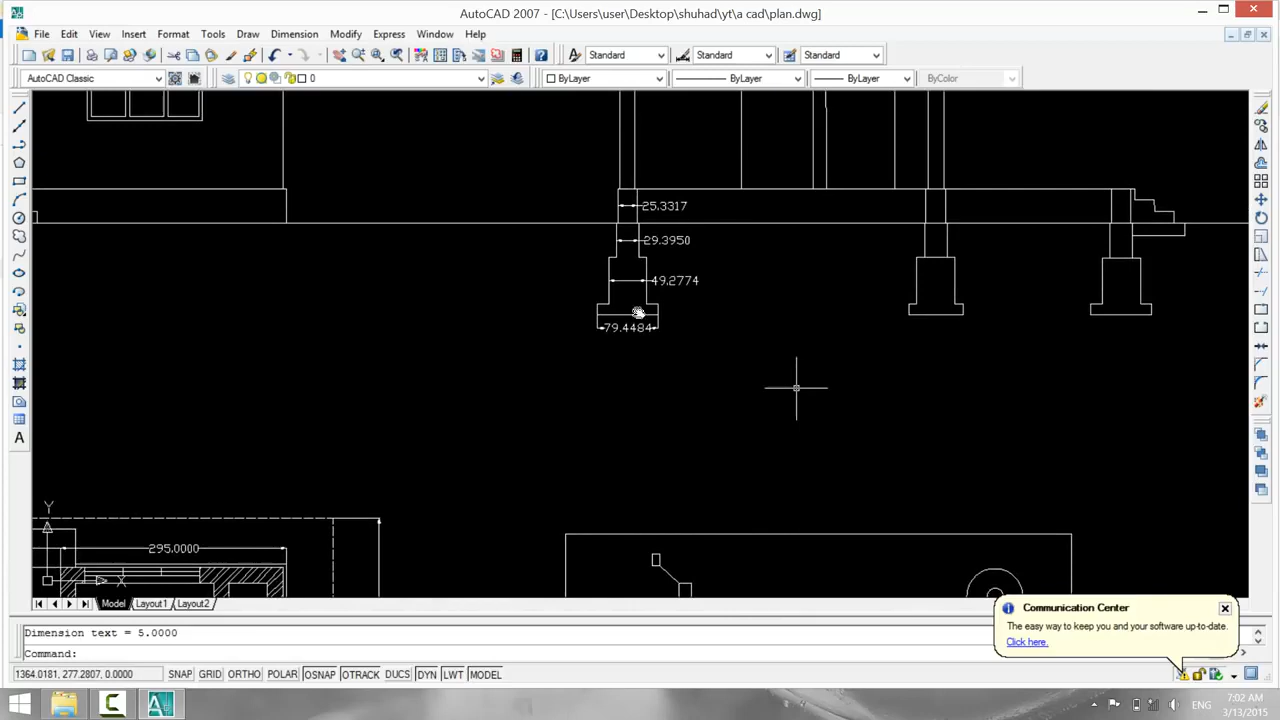 AutoCAD 2007 - [C:\Users\user\Desktop\shuhad\yt\a cad\plan.dwg]
File Edit View Insert Format Tools Draw Dimension Modify Express Window Help
Standard Standard Standard
AutoCAD Classic 0 ByLayer ByLayer ByLayer ByColor
25.3317
29.3950
49.2774
79.4484
Y
295.0000
X
Model Layout1 Layout2
Communication Center
The easy way to keep you and your software up-to-date.
Click here.
Dimension text = 5.0000
Command:
1364.0181, 277.2807, 0.0000 SNAP GRID ORTHO POLAR OSNAP OTRACK DUCS DYN LWT MODEL
ENG
7:02 AM
3/13/2015